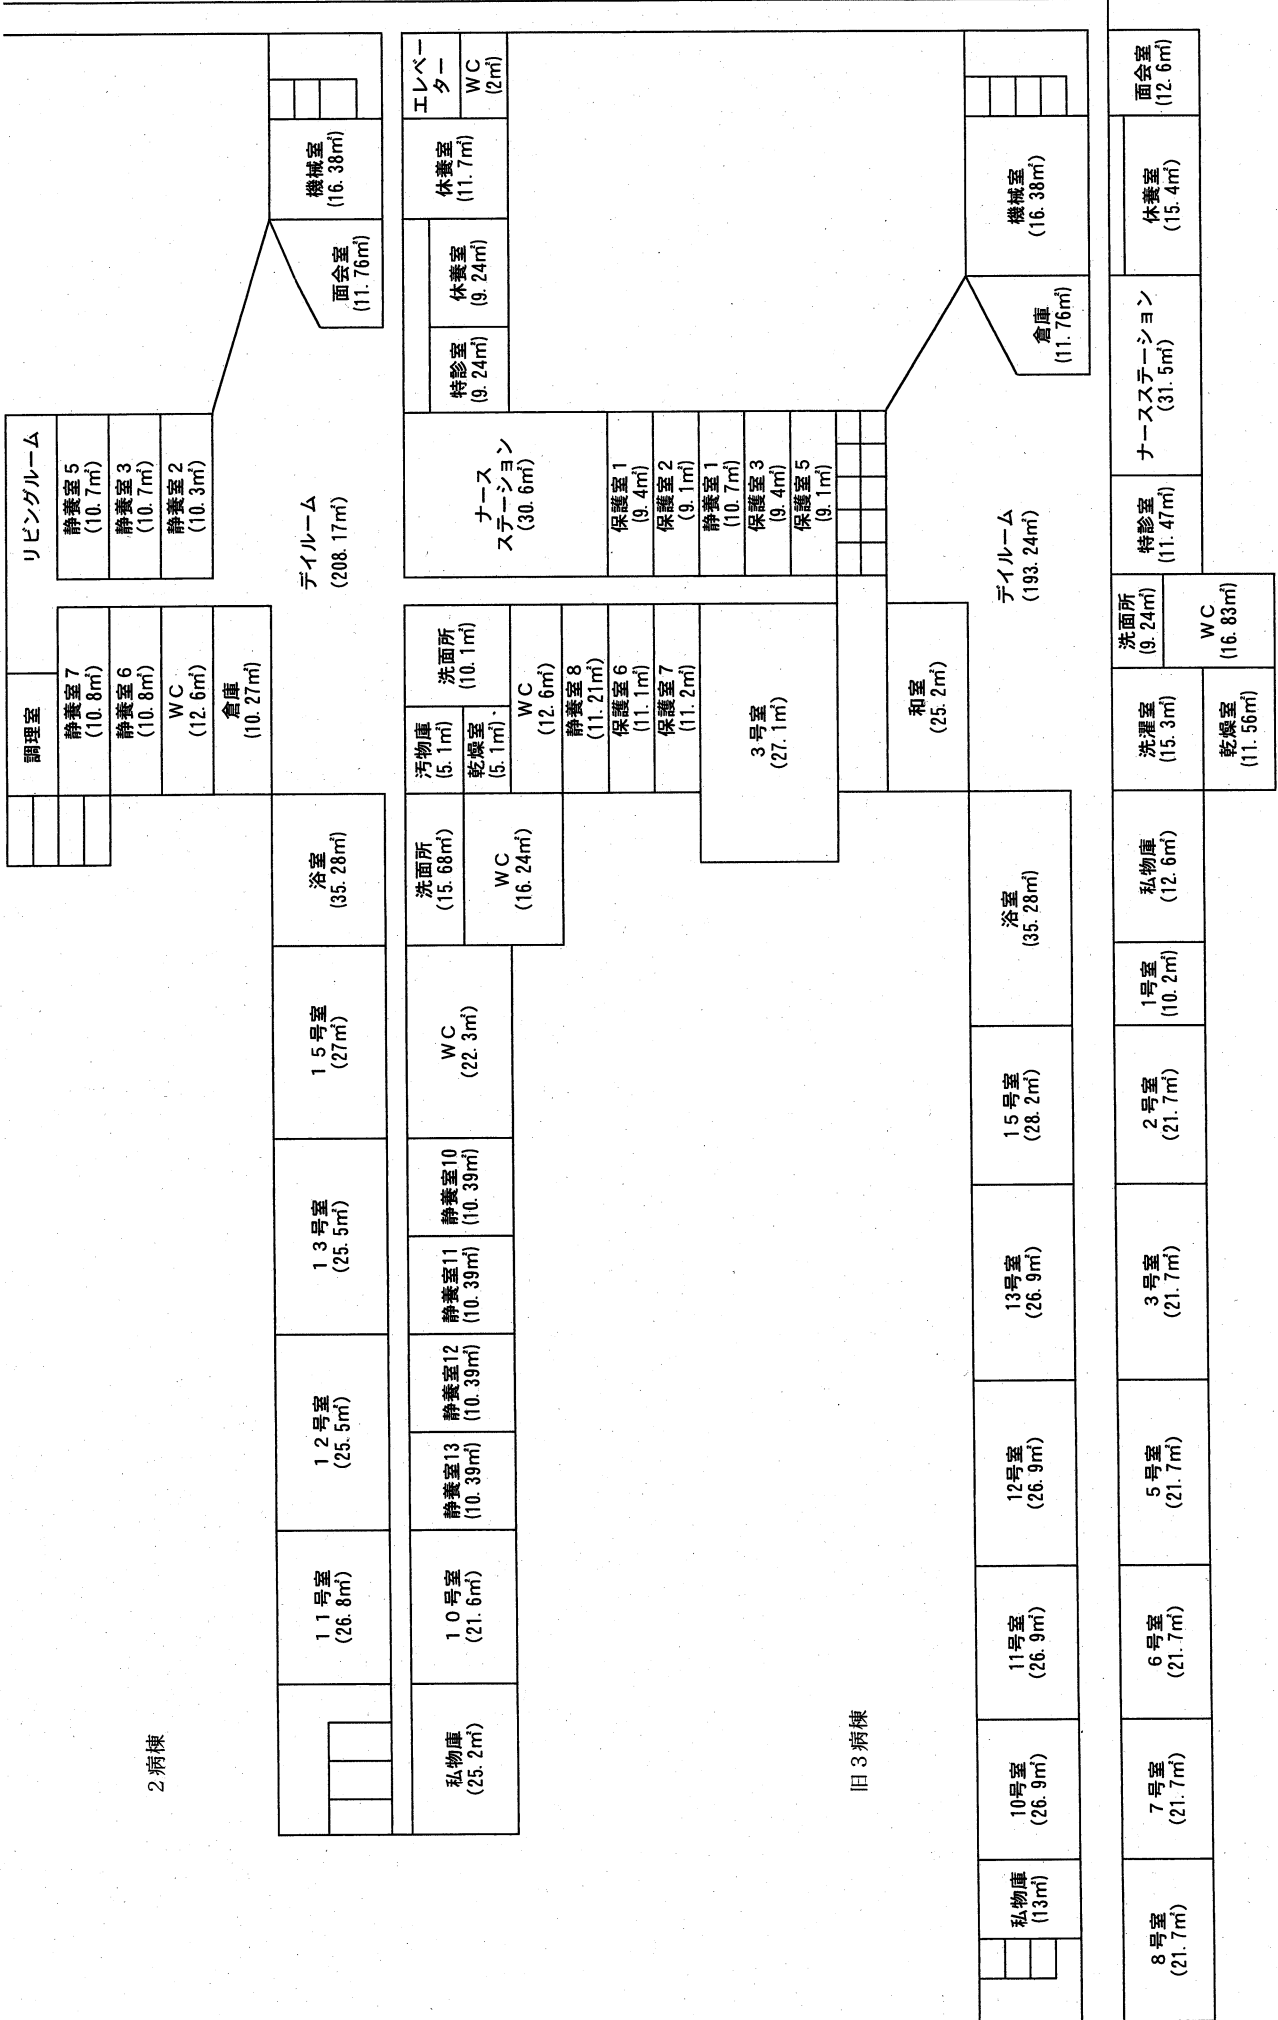 2病棟
リビングルーム
調理室
静養室5
(10.7㎡)
静養室3
(10.7㎡)
静養室2
(10.3㎡)
静養室7
(10.8㎡)
静養室6
(10.8㎡)
WC
(12.6㎡)
倉庫
(10.27㎡)
機械室
(16.38㎡)
面会室
(11.76㎡)
デイルーム
(208.17㎡)
浴室
(35.28㎡)
15号室
(27㎡)
13号室
(25.5㎡)
12号室
(25.5㎡)
11号室
(26.8㎡)
エレベー
ター
WC
(2㎡)
休養室
(11.7㎡)
休養室
(9.24㎡)
特診室
(9.24㎡)
ナース
ステーション
(30.6㎡)
洗面所
(10.1㎡)
汚物庫
(5.1㎡)
乾燥室
(5.1㎡)
WC
(12.6㎡)
静養室8
(11.21㎡)
保護室6
(11.1㎡)
保護室7
(11.2㎡)
3号室
(27.1㎡)
保護室1
(9.4㎡)
保護室2
(9.1㎡)
静養室1
(10.7㎡)
保護室3
(9.4㎡)
保護室5
(9.1㎡)
洗面所
(15.68㎡)
WC
(16.24㎡)
WC
(22.3㎡)
静養室10
(10.39㎡)
静養室11
(10.39㎡)
静養室12
(10.39㎡)
静養室13
(10.39㎡)
10号室
(21.6㎡)
私物庫
(25.2㎡)
旧3病棟
機械室
(16.38㎡)
倉庫
(11.76㎡)
デイルーム
(193.24㎡)
和室
(25.2㎡)
浴室
(35.28㎡)
15号室
(28.2㎡)
13号室
(26.9㎡)
12号室
(26.9㎡)
11号室
(26.9㎡)
10号室
(26.9㎡)
私物庫
(13㎡)
面会室
(12.6㎡)
休養室
(15.4㎡)
ナースステーション
(31.5㎡)
特診室
(11.47㎡)
洗面所
(9.24㎡)
WC
(16.83㎡)
洗濯室
(15.3㎡)
乾燥室
(11.56㎡)
私物庫
(12.6㎡)
1号室
(10.2㎡)
2号室
(21.7㎡)
3号室
(21.7㎡)
5号室
(21.7㎡)
6号室
(21.7㎡)
7号室
(21.7㎡)
8号室
(21.7㎡)